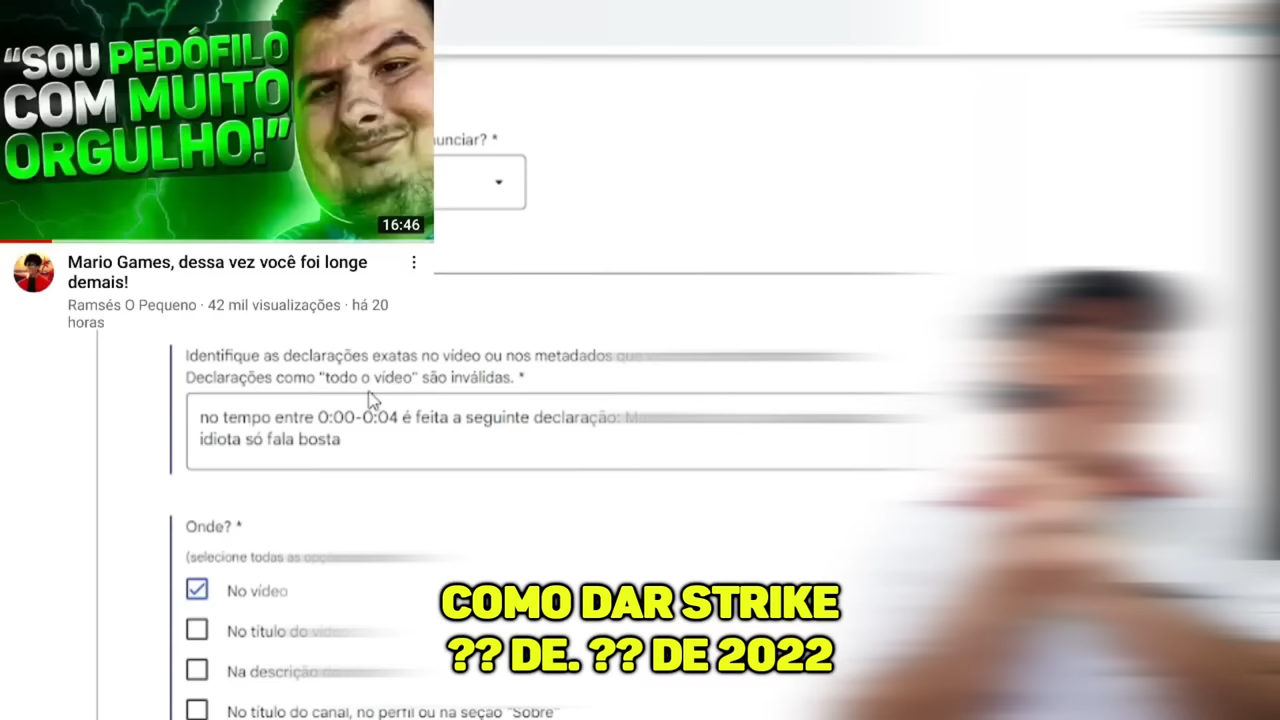 “SOU PEDÓFILO
COM MUITO
ORGULHO!”
16:46
unciar? *
Mario Games, dessa vez você foi longe
demais!
Ramsés O Pequeno · 42 mil visualizações · há 20
horas
Identifique as declarações exatas no vídeo ou nos metadados que
Declarações como "todo o vídeo" são inválidas. *
no tempo entre 0:00-0:04 é feita a seguinte declaração:
idiota só fala bosta
Onde? *
(selecione todas as
No vídeo
No título do vídeo
Na descrição
No título do canal, no perfil ou na seção "Sobre"
COMO DAR STRIKE
?? DE. ?? DE 2022